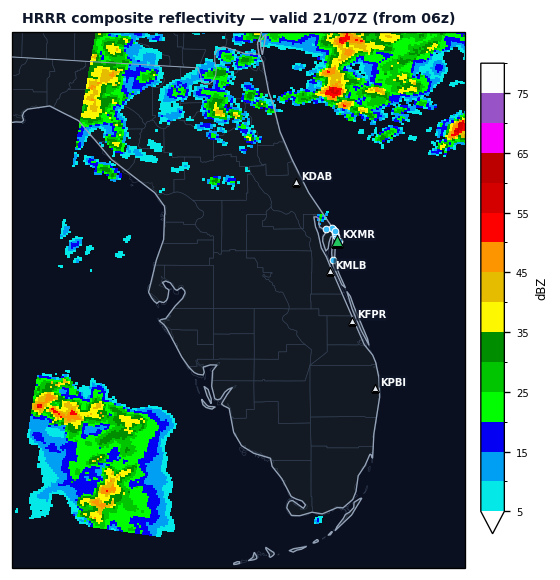 HRRR composite reflectivity — valid 21/07Z (from 06z)
KDAB
KXMR
KMLB
KFPR
KPBI
75
65
55
45
35
25
15
5
dBZ